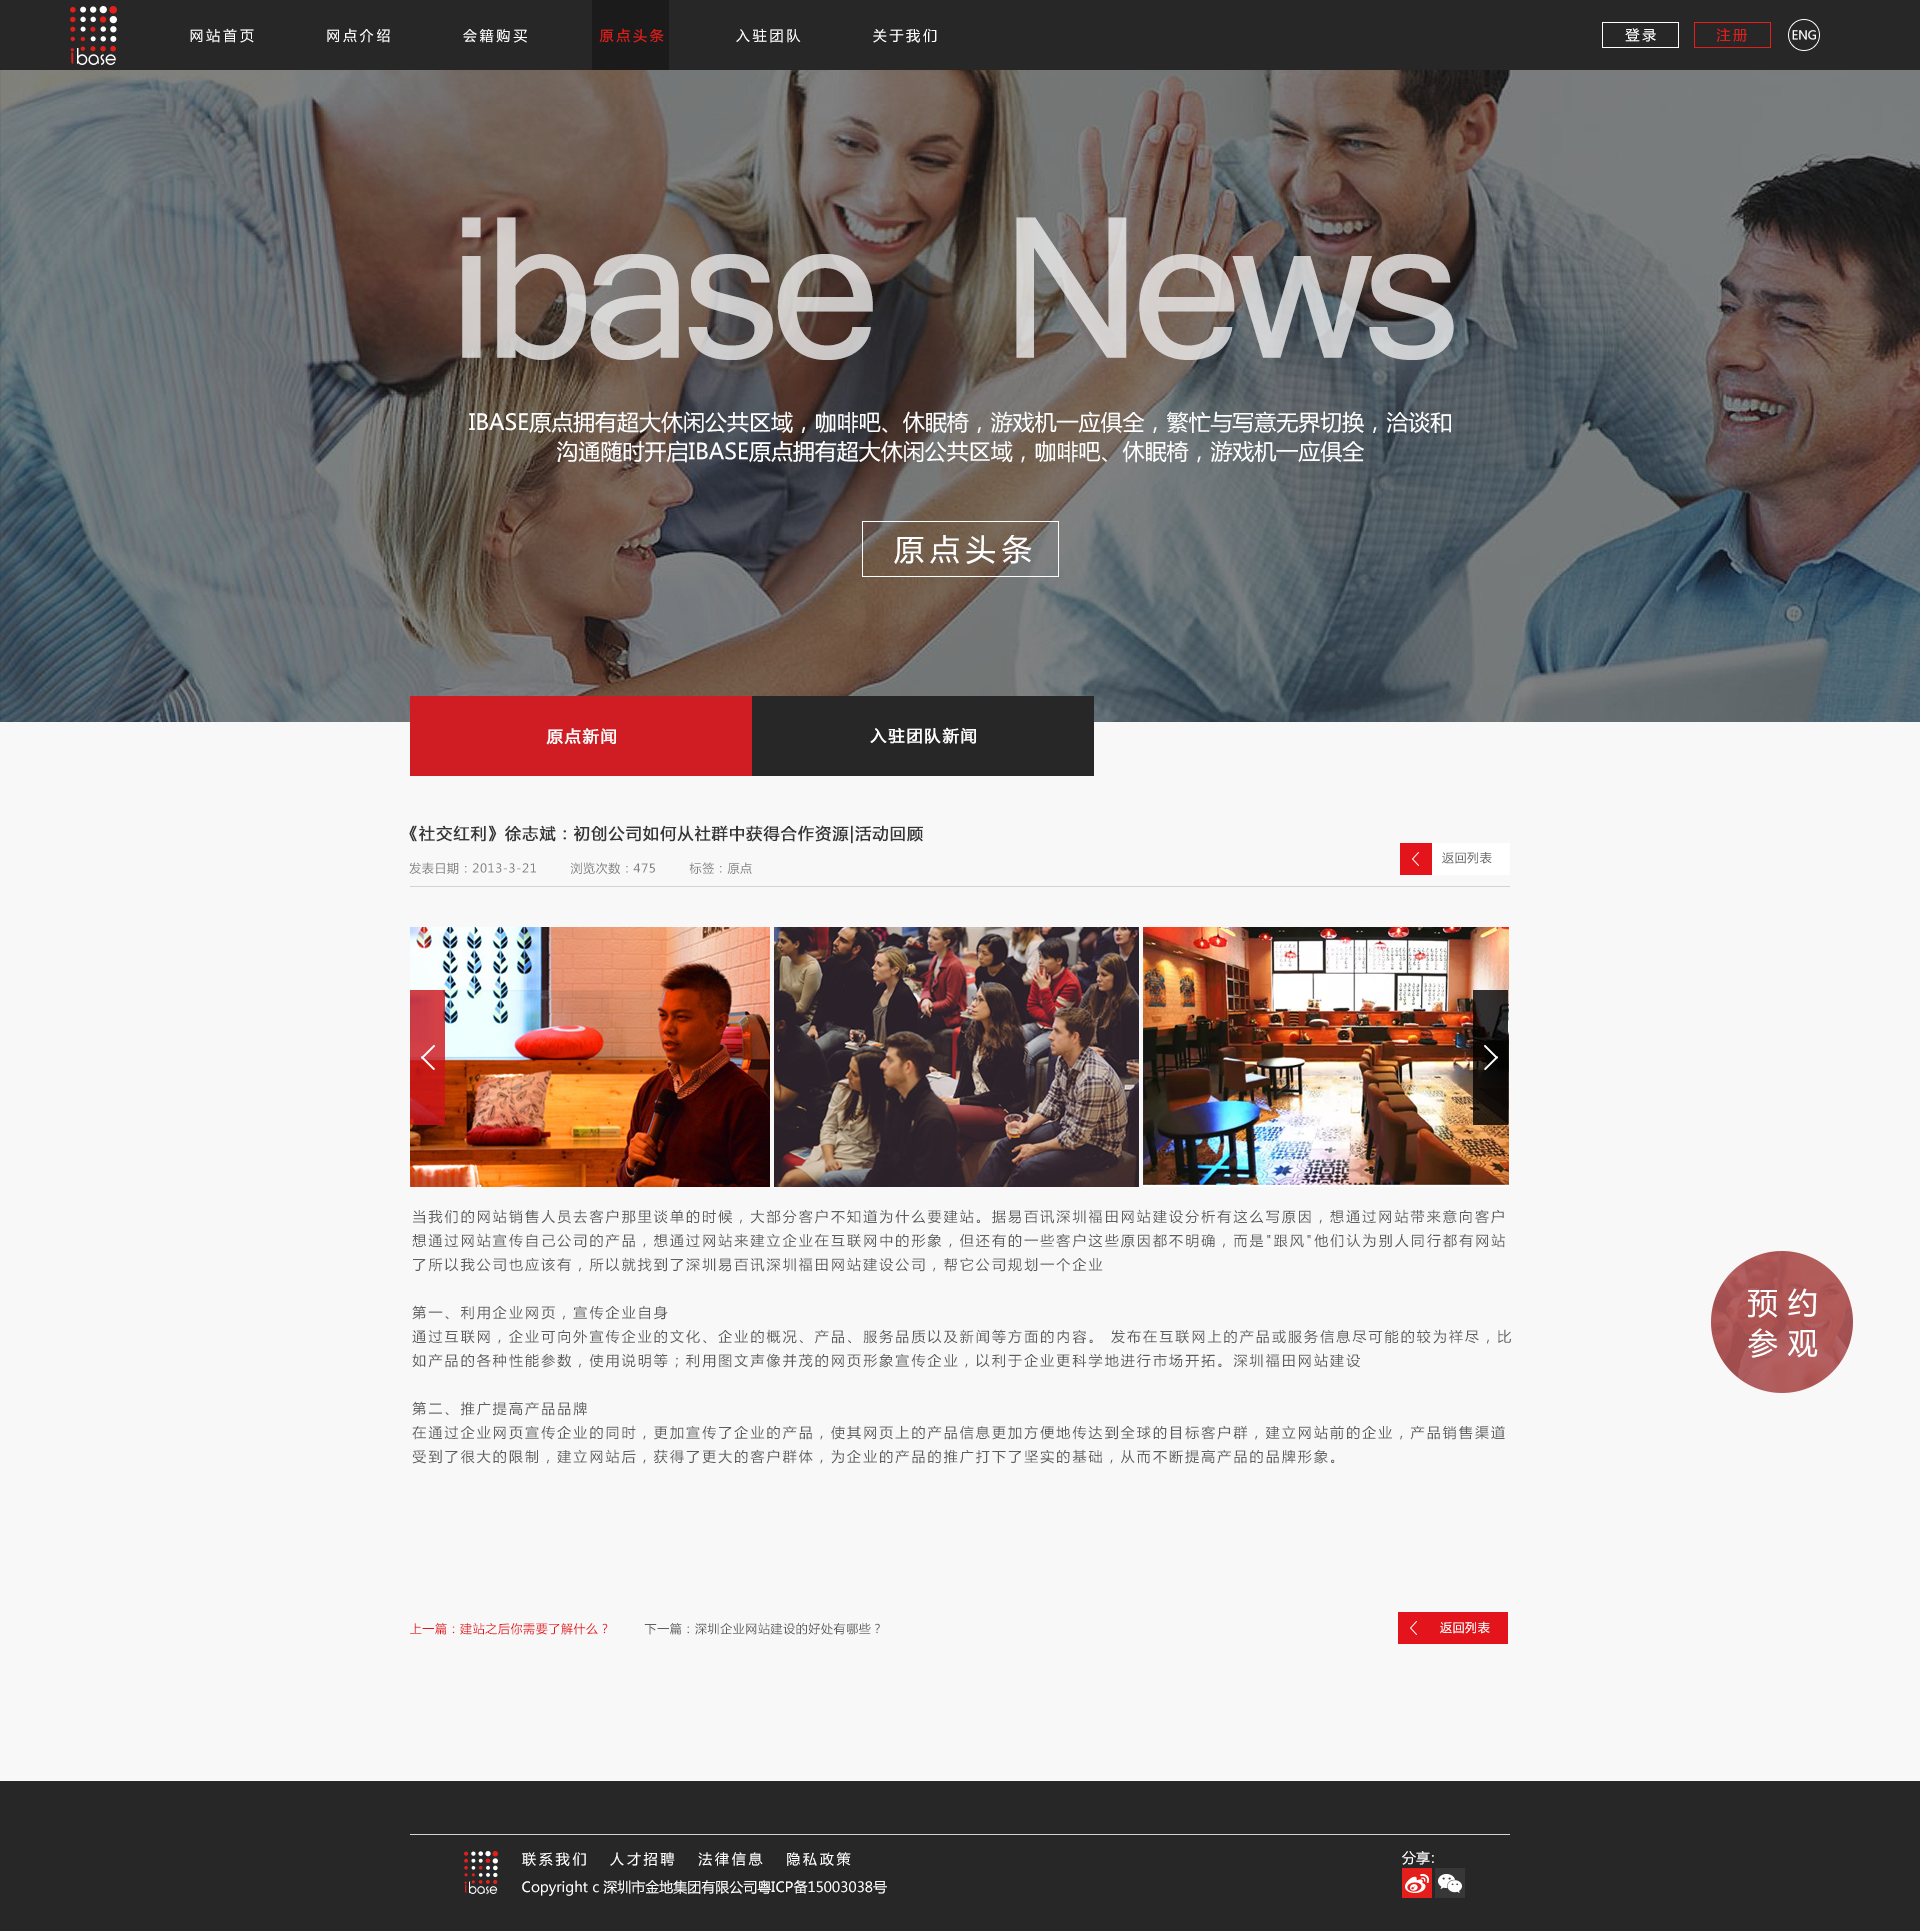 ibase
网站首页
网点介绍
会籍购买
原点头条
入驻团队
关于我们
登录
注册
ENG
ibase News
IBASE原点拥有超大休闲公共区域，咖啡吧、休眠椅，游戏机一应俱全，繁忙与写意无界切换，洽谈和
沟通随时开启IBASE原点拥有超大休闲公共区域，咖啡吧、休眠椅，游戏机一应俱全
原点头条
原点新闻
入驻团队新闻
《社交红利》徐志斌：初创公司如何从社群中获得合作资源|活动回顾
发表日期：2013-3-21 浏览次数：475 标签：原点
返回列表
当我们的网站销售人员去客户那里谈单的时候，大部分客户不知道为什么要建站。据易百讯深圳福田网站建设分析有这么写原因，想通过网站带来意向客户
想通过网站宣传自己公司的产品，想通过网站来建立企业在互联网中的形象，但还有的一些客户这些原因都不明确，而是"跟风"他们认为别人同行都有网站
了所以我公司也应该有，所以就找到了深圳易百讯深圳福田网站建设公司，帮它公司规划一个企业
第一、利用企业网页，宣传企业自身
通过互联网，企业可向外宣传企业的文化、企业的概况、产品、服务品质以及新闻等方面的内容。 发布在互联网上的产品或服务信息尽可能的较为祥尽，比
如产品的各种性能参数，使用说明等；利用图文声像并茂的网页形象宣传企业，以利于企业更科学地进行市场开拓。深圳福田网站建设
第二、推广提高产品品牌
在通过企业网页宣传企业的同时，更加宣传了企业的产品，使其网页上的产品信息更加方便地传达到全球的目标客户群，建立网站前的企业，产品销售渠道
受到了很大的限制，建立网站后，获得了更大的客户群体，为企业的产品的推广打下了坚实的基础，从而不断提高产品的品牌形象。
预约
参观
上一篇：建站之后你需要了解什么？ 下一篇：深圳企业网站建设的好处有哪些？
返回列表
ibase
联系我们 人才招聘 法律信息 隐私政策
Copyright c 深圳市金地集团有限公司粤ICP备15003038号
分享: